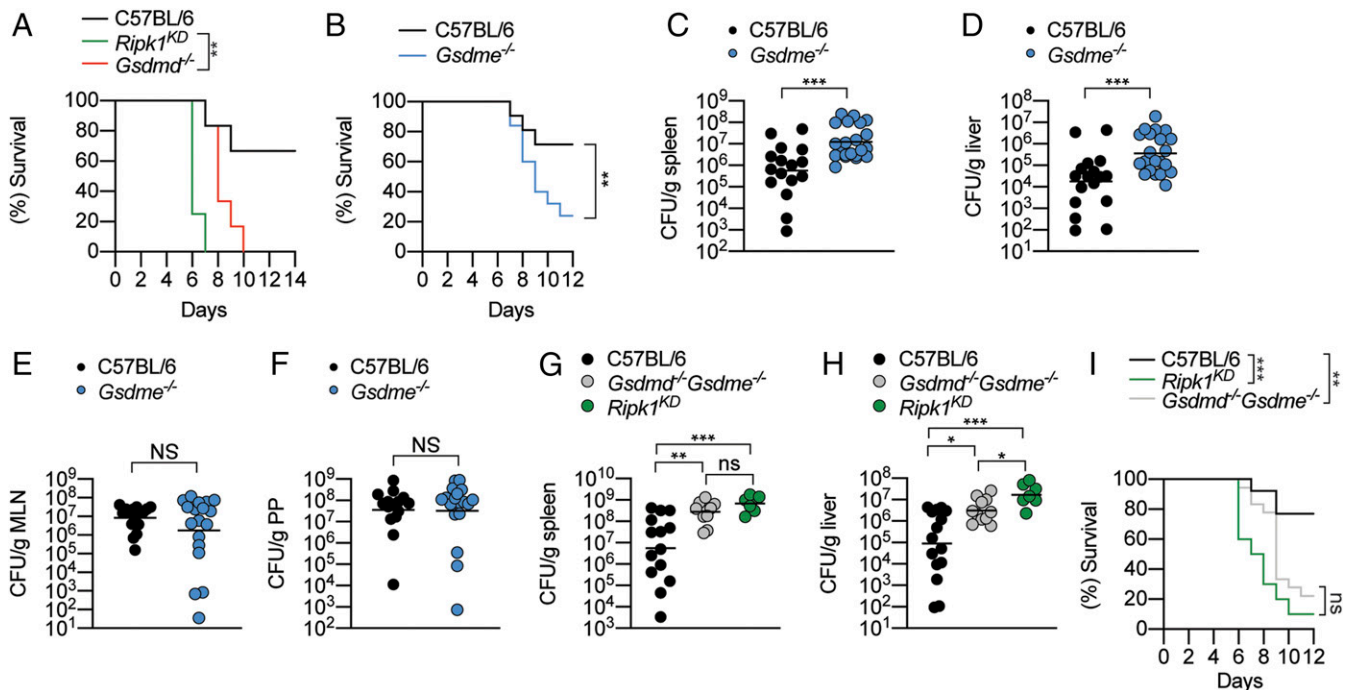 A
C57BL/6
Ripk1ᴷᴰ
Gsdmd⁻/⁻
**
(%) Survival
100
80
60
40
20
0
0 2 4 6 8 10 12 14
Days
B
C57BL/6
Gsdme⁻/⁻
(%) Survival
100
80
60
40
20
0
**
0 2 4 6 8 10 12
Days
C
C57BL/6
Gsdme⁻/⁻
***
CFU/g spleen
10⁹
10⁸
10⁷
10⁶
10⁵
10⁴
10³
10²
D
C57BL/6
Gsdme⁻/⁻
***
CFU/g liver
10⁸
10⁷
10⁶
10⁵
10⁴
10³
10²
10¹
E
C57BL/6
Gsdme⁻/⁻
NS
CFU/g MLN
10⁹
10⁸
10⁷
10⁶
10⁵
10⁴
10³
10²
10¹
F
C57BL/6
Gsdme⁻/⁻
NS
CFU/g PP
10⁹
10⁸
10⁷
10⁶
10⁵
10⁴
10³
10²
G
C57BL/6
Gsdmd⁻/⁻Gsdme⁻/⁻
Ripk1ᴷᴰ
***
** ns
CFU/g spleen
10¹⁰
10⁹
10⁸
10⁷
10⁶
10⁵
10⁴
10³
H
C57BL/6
Gsdmd⁻/⁻Gsdme⁻/⁻
Ripk1ᴷᴰ
***
*
*
CFU/g liver
10⁸
10⁷
10⁶
10⁵
10⁴
10³
10²
10¹
I
C57BL/6
Ripk1ᴷᴰ
Gsdmd⁻/⁻Gsdme⁻/⁻
***
**
(%) Survival
100
80
60
40
20
0
ns
0 2 4 6 8 10 12
Days